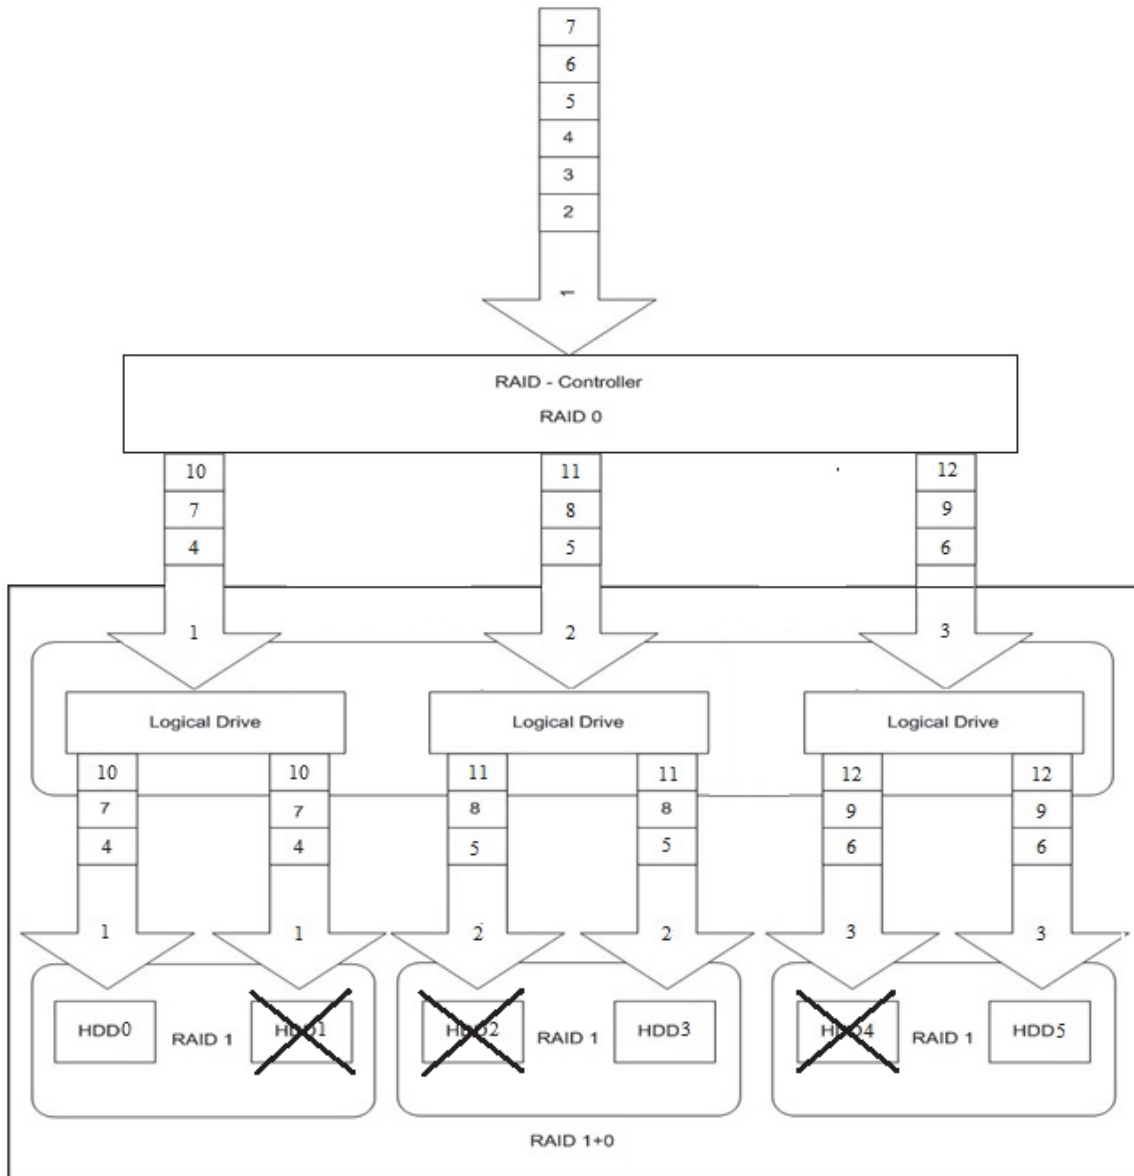 7
6
5
4
3
2
1
RAID - Controller
RAID 0
10 11 12
7 8 9
4 5 6
1 2 3
Logical Drive Logical Drive Logical Drive
10 10 11 11 12 12
7 7 8 8 9 9
4 4 5 5 6 6
1 1 2 2 3 3
HDD0 RAID 1 HDD1 HDD2 RAID 1 HDD3 HDD4 RAID 1 HDD5
RAID 1+0